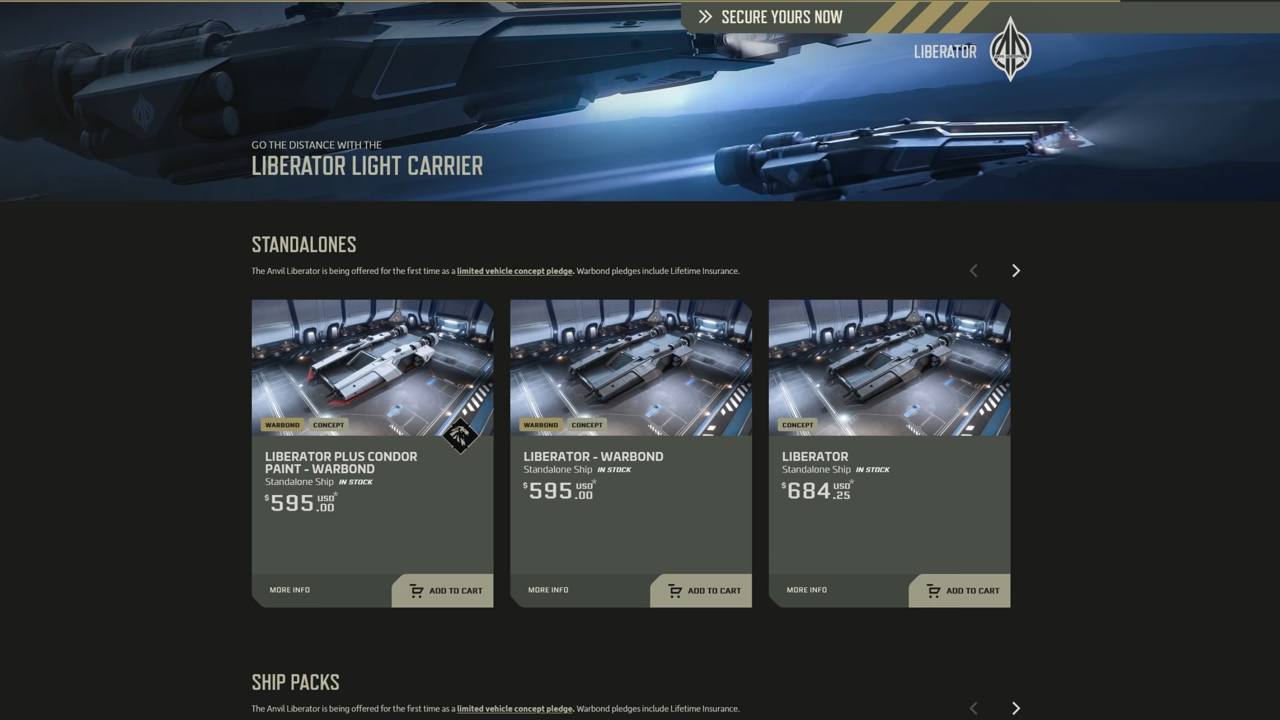 SECURE YOURS NOW
LIBERATOR
GO THE DISTANCE WITH THE
LIBERATOR LIGHT CARRIER
STANDALONES
The Anvil Liberator is being offered for the first time as a limited vehicle concept pledge. Warbond pledges include Lifetime Insurance.
WARBOND CONCEPT
LIBERATOR PLUS CONDOR
PAINT - WARBOND
Standalone Ship IN STOCK
$595.00 USD*
MORE INFO
ADD TO CART
WARBOND CONCEPT
LIBERATOR - WARBOND
Standalone Ship IN STOCK
$595.00 USD*
MORE INFO
ADD TO CART
CONCEPT
LIBERATOR
Standalone Ship IN STOCK
$684.25 USD*
MORE INFO
ADD TO CART
SHIP PACKS
The Anvil Liberator is being offered for the first time as a limited vehicle concept pledge. Warbond pledges include Lifetime Insurance.